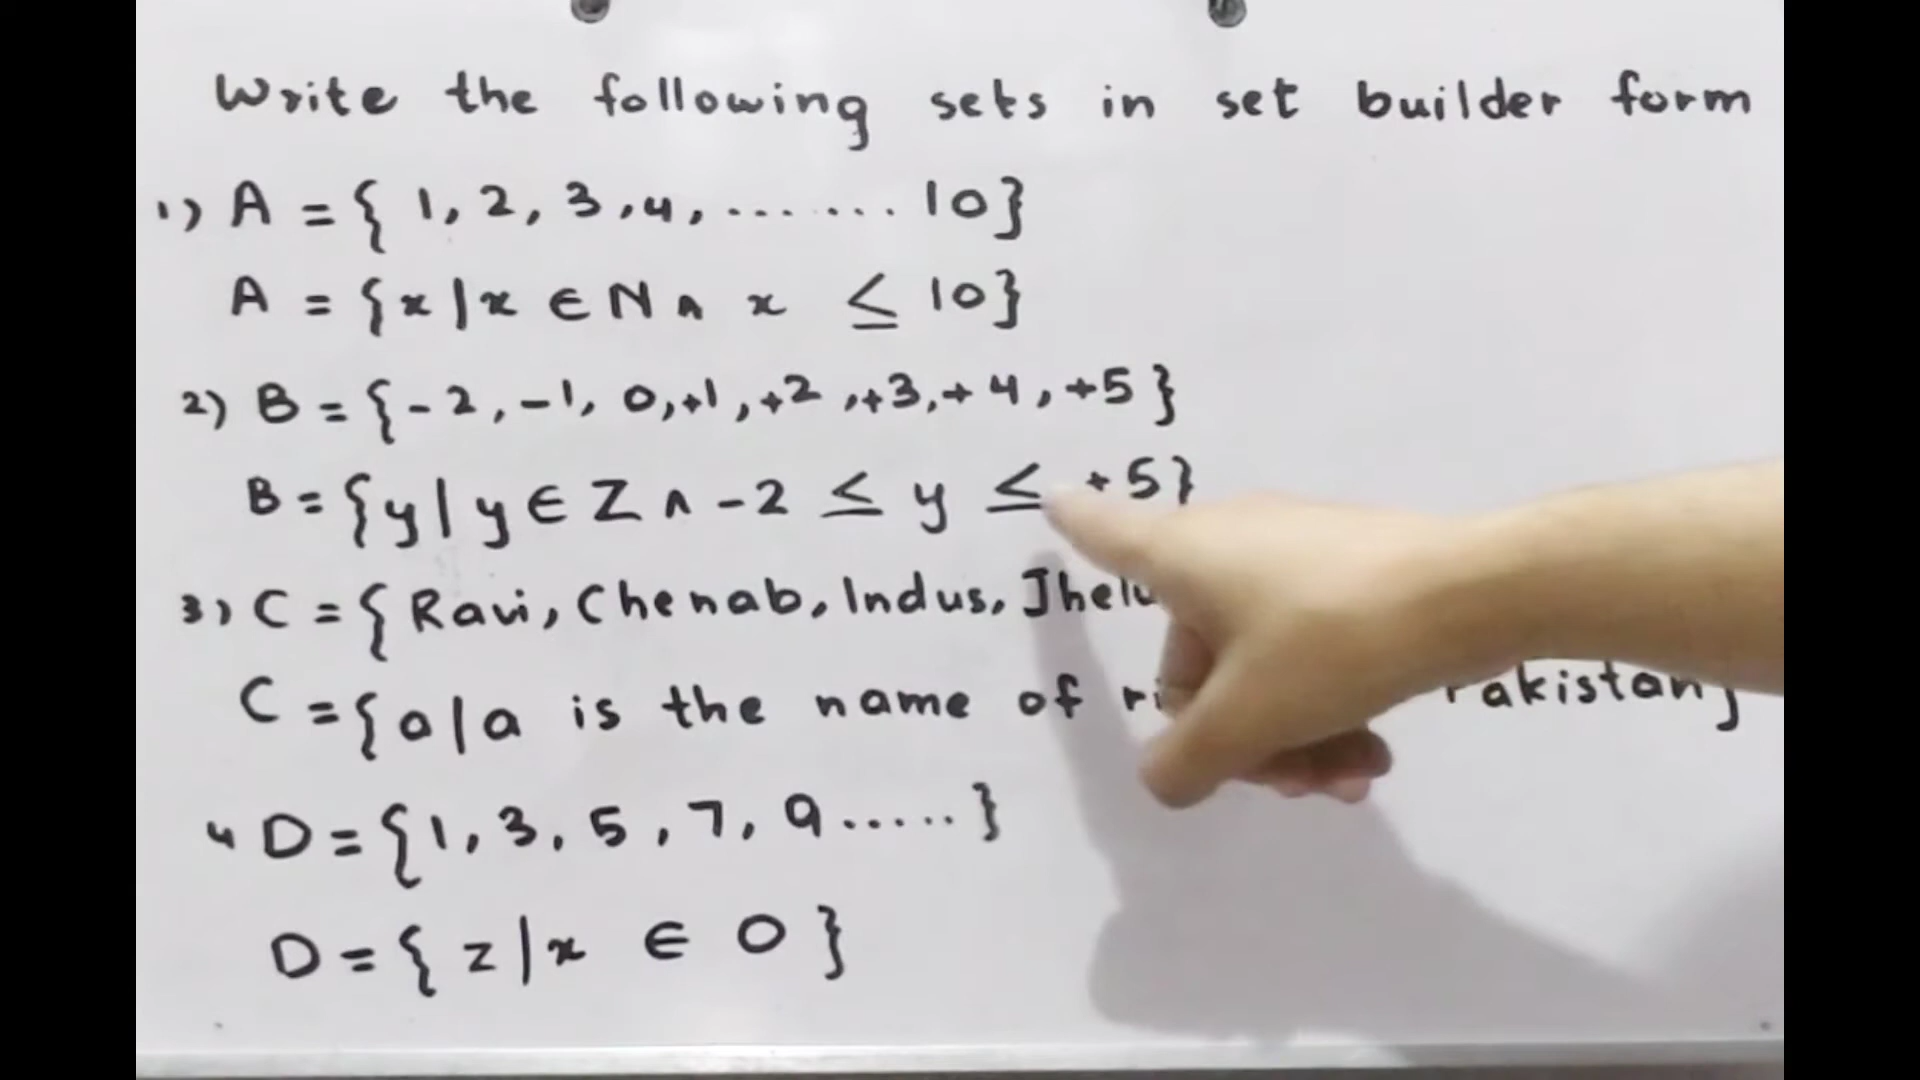 Write the following sets in set builder form
1) A = { 1, 2, 3, 4, ........ 10}
A = {x / x ∈ N ∧ x ≤ 10}
2) B = {-2, -1, 0, +1, +2, +3, +4, +5}
B = {y | y ∈ Z ∧ -2 ≤ y ≤ +5}
3) C = { Ravi, Chenab, Indus,
C = {a / a is the name of Pakistan}
4 D = {1, 3, 5, 7, 9 ......}
D = { z / x ∈ O }